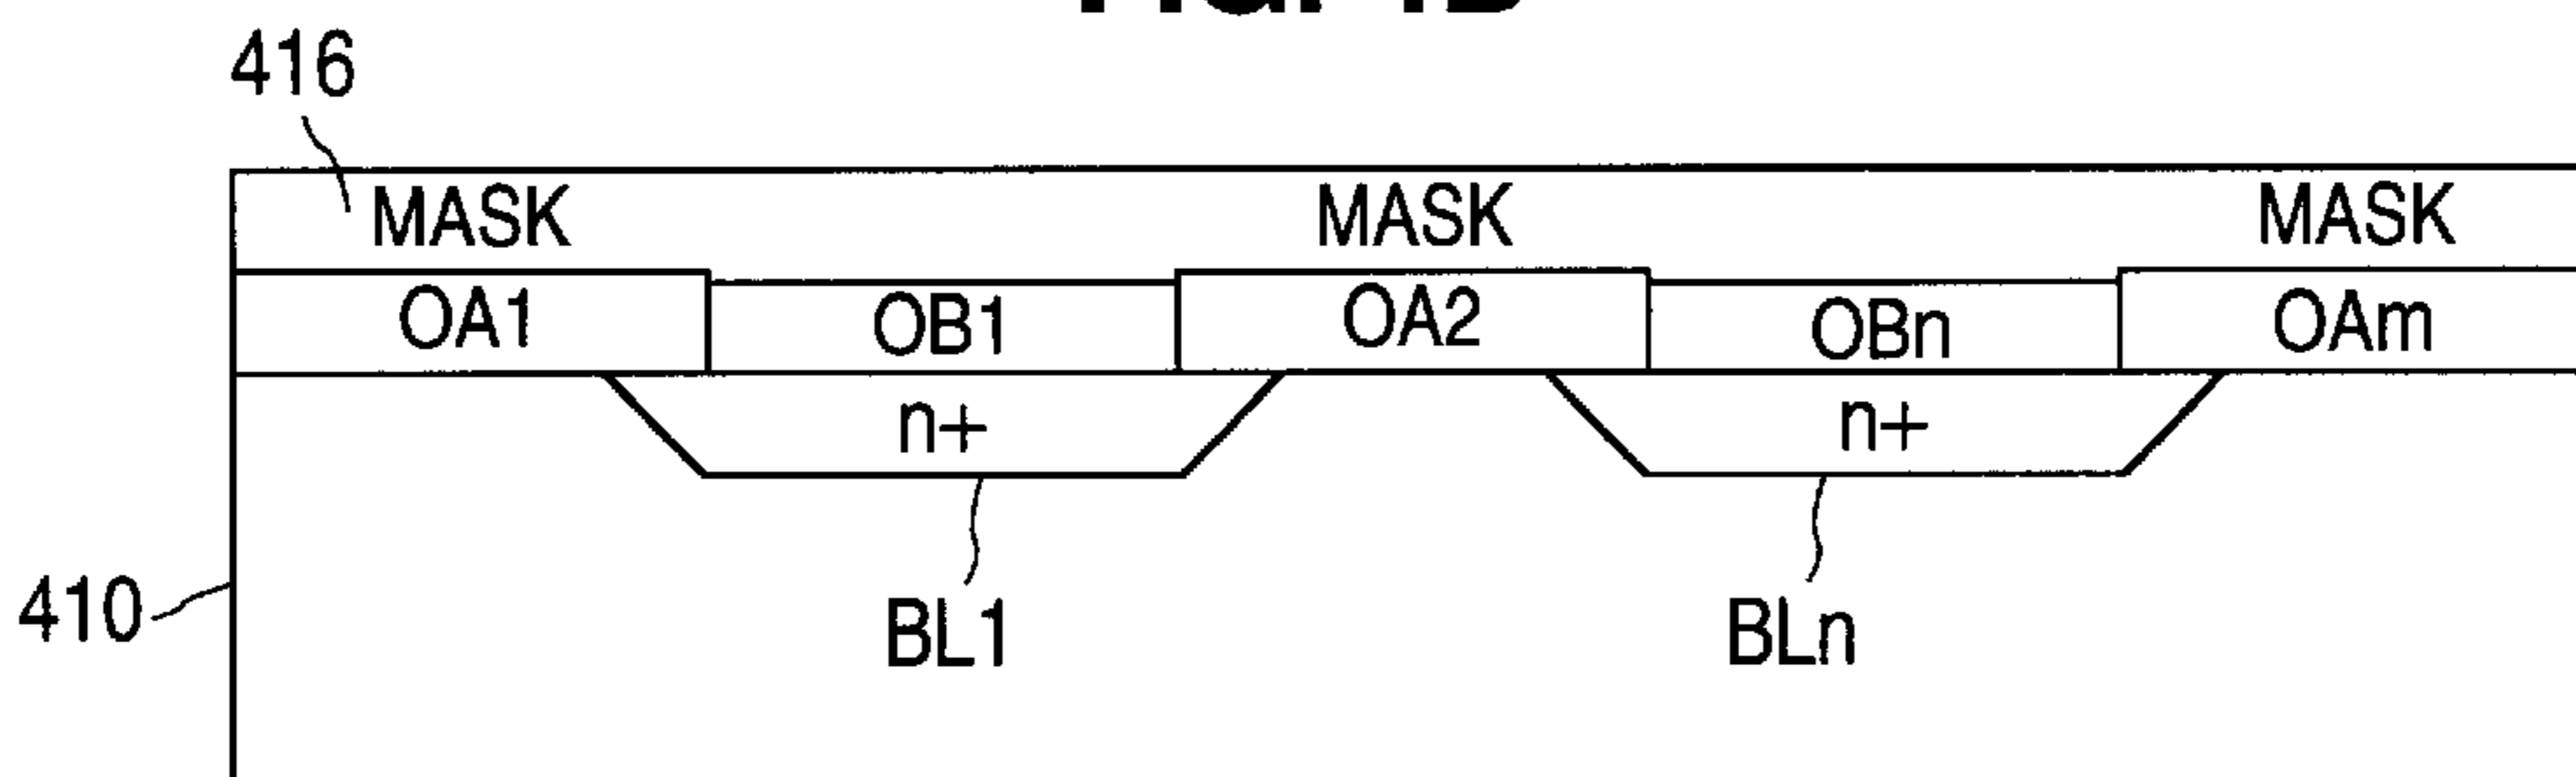 416
MASK MASK MASK
OA1 OB1 OA2 OBn OAm
n+ n+
410
BL1 BLn